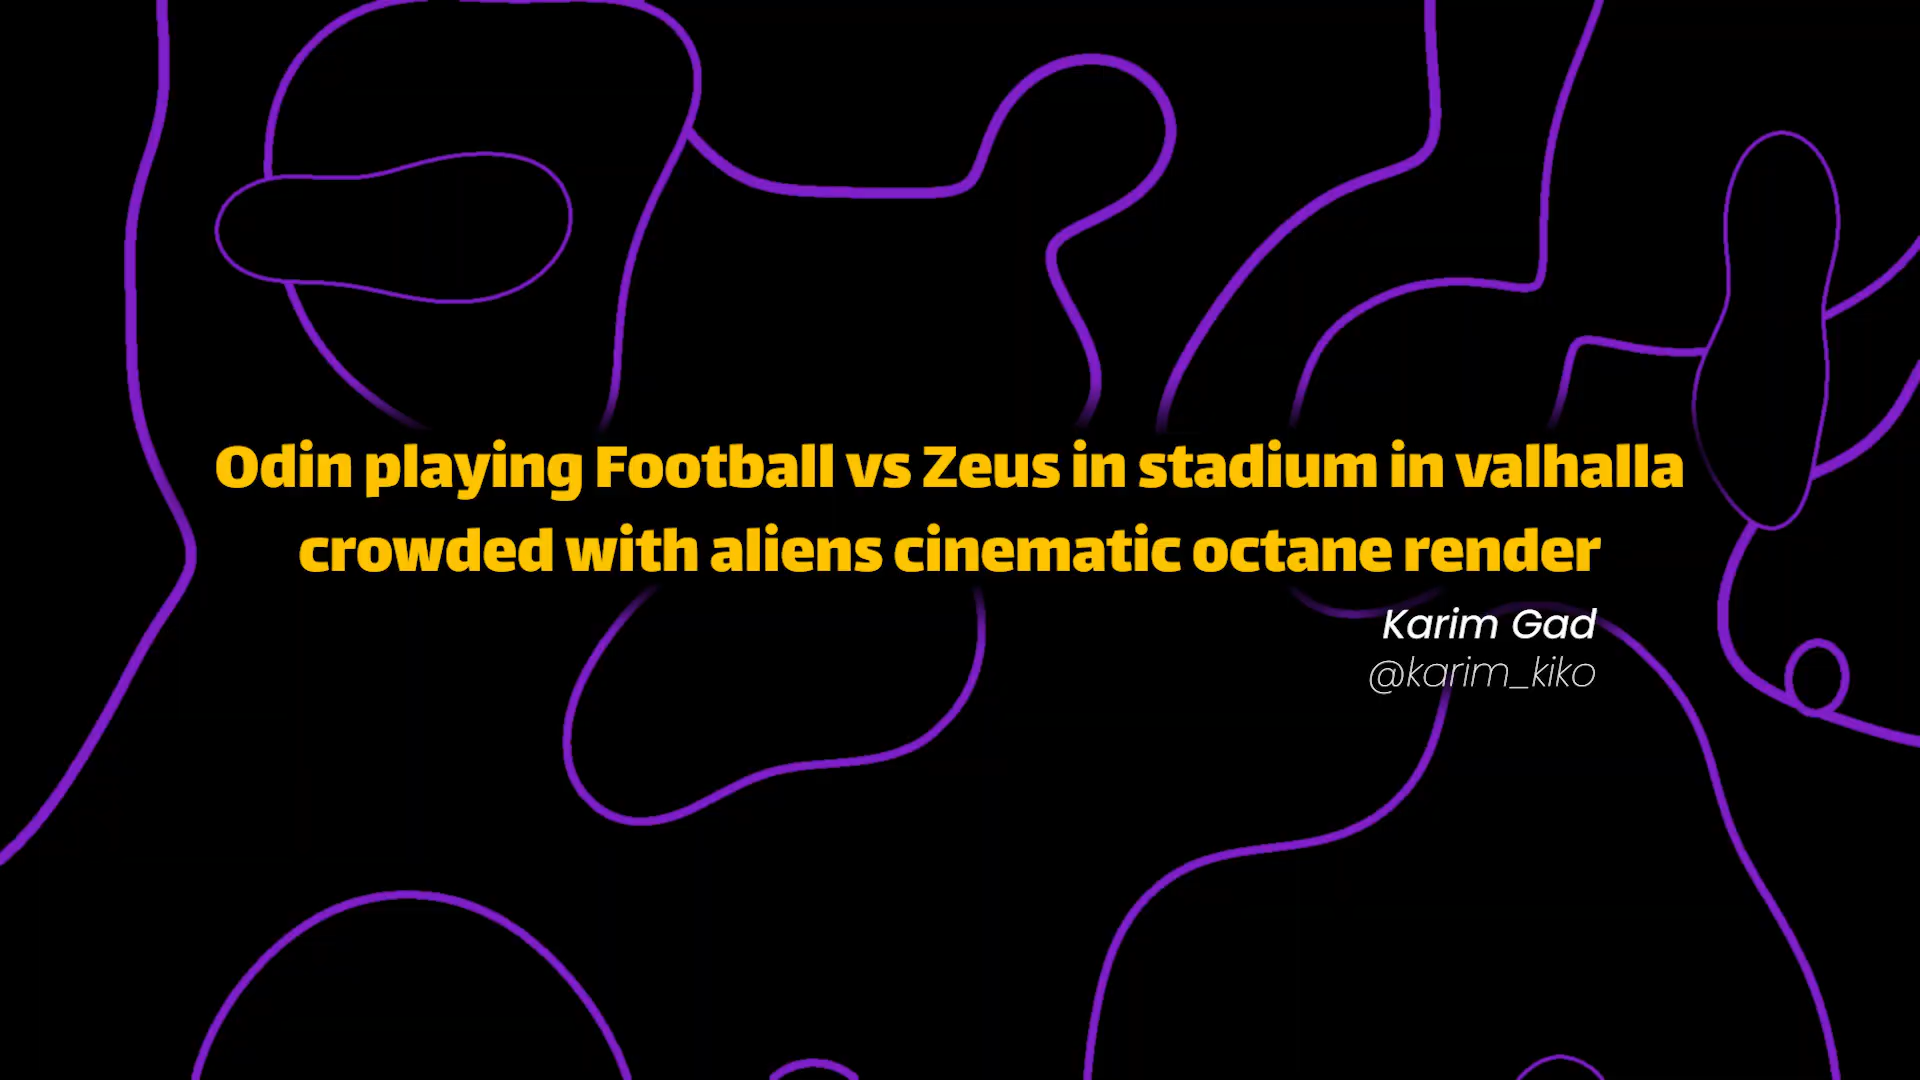 Odin playing Football vs Zeus in stadium in valhalla
crowded with aliens cinematic octane render
Karim Gad
@karim_kiko